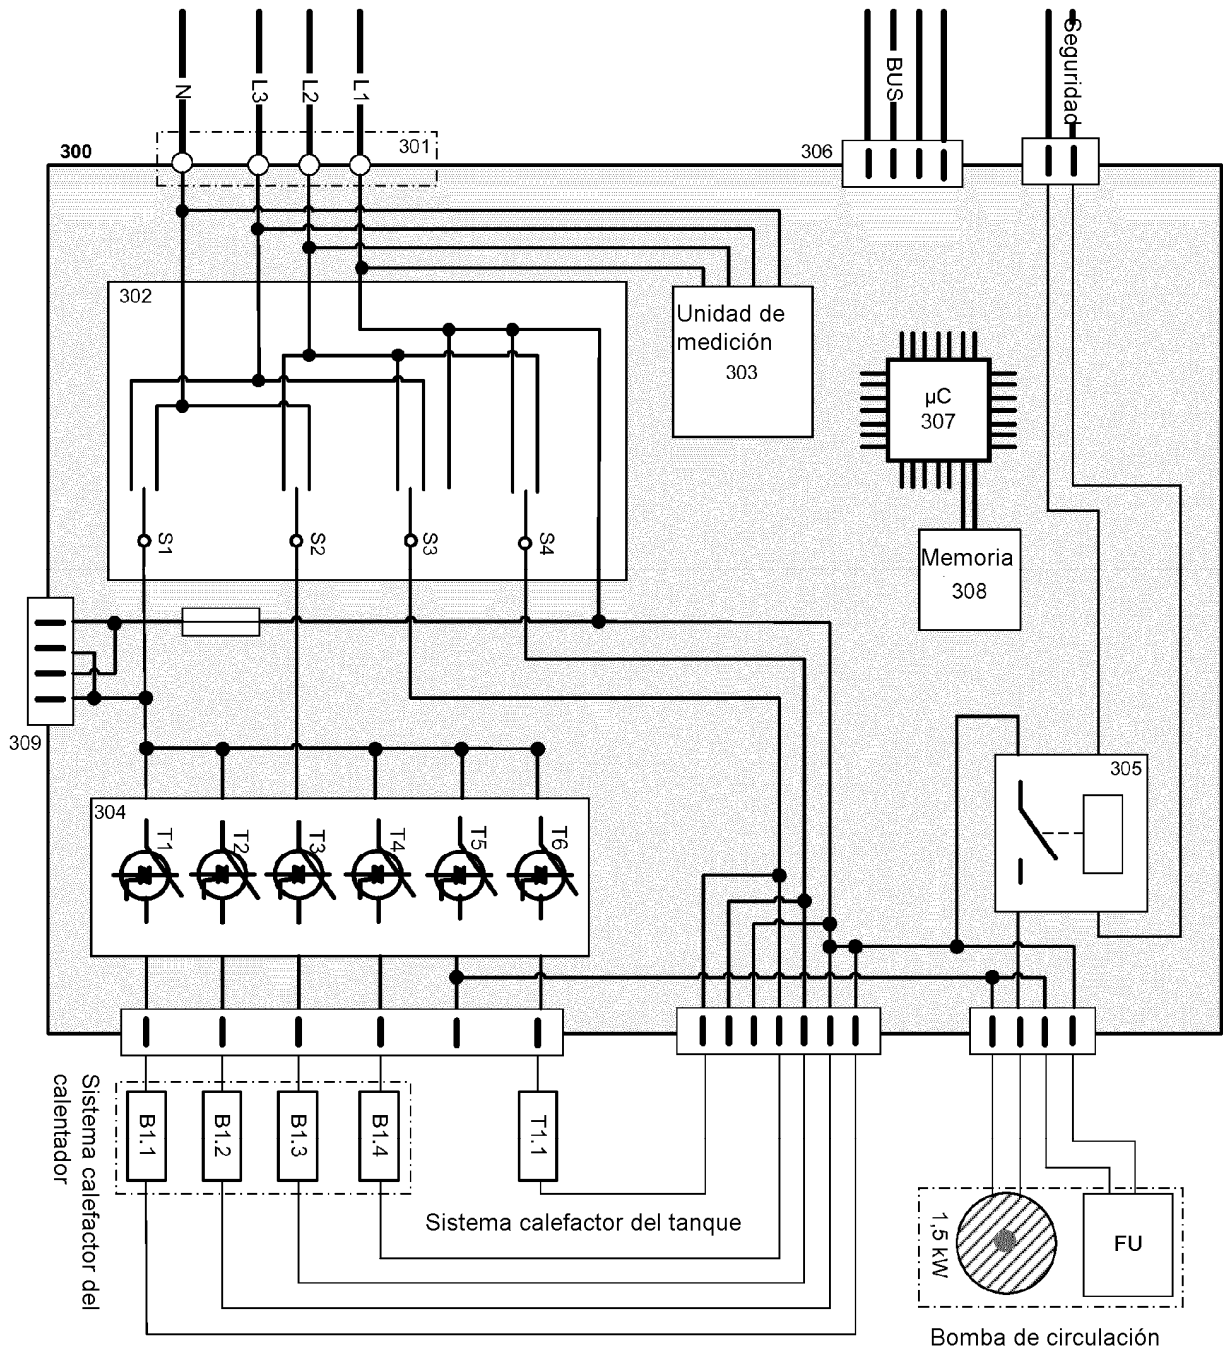 N
L3
L2
L1
BUS
Seguridad
300
301
306
302
Unidad de
medición
303
µC
307
Memoria
308
S1
S2
S3
S4
309
305
304
T1
T2
T3
T4
T5
T6
Sistema calefactor del
calentador
B1.1
B1.2
B1.3
B1.4
T1.1
Sistema calefactor del tanque
1,5 kW
FU
Bomba de circulación